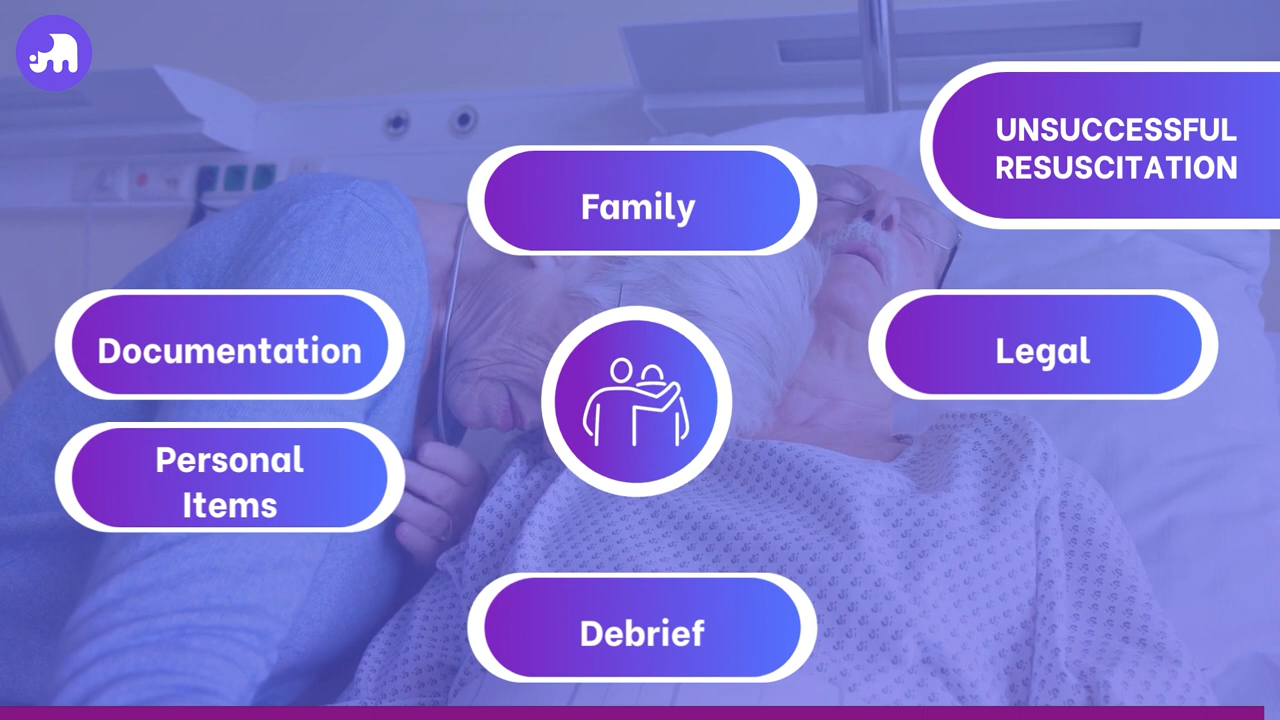 UNSUCCESSFUL
RESUSCITATION
Family
Documentation
Legal
Personal
Items
Debrief